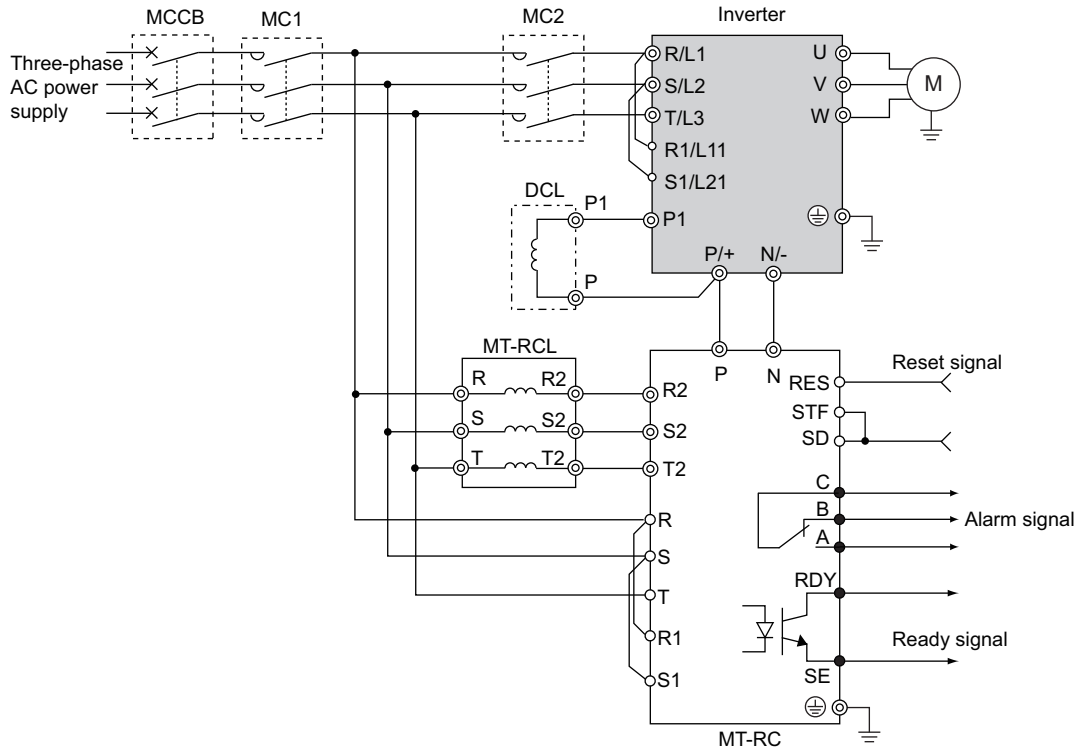 MCCB
MC1
MC2
Inverter
Three-phase
AC power
supply
R/L1
S/L2
T/L3
R1/L11
S1/L21
P1
P/+
N/-
U
V
W
M
DCL
P1
P
MT-RCL
R
R2
S
S2
T
T2
P
N
R2
S2
T2
R
S
T
R1
S1
RES
STF
SD
C
B
A
RDY
SE
Reset signal
Alarm signal
Ready signal
MT-RC